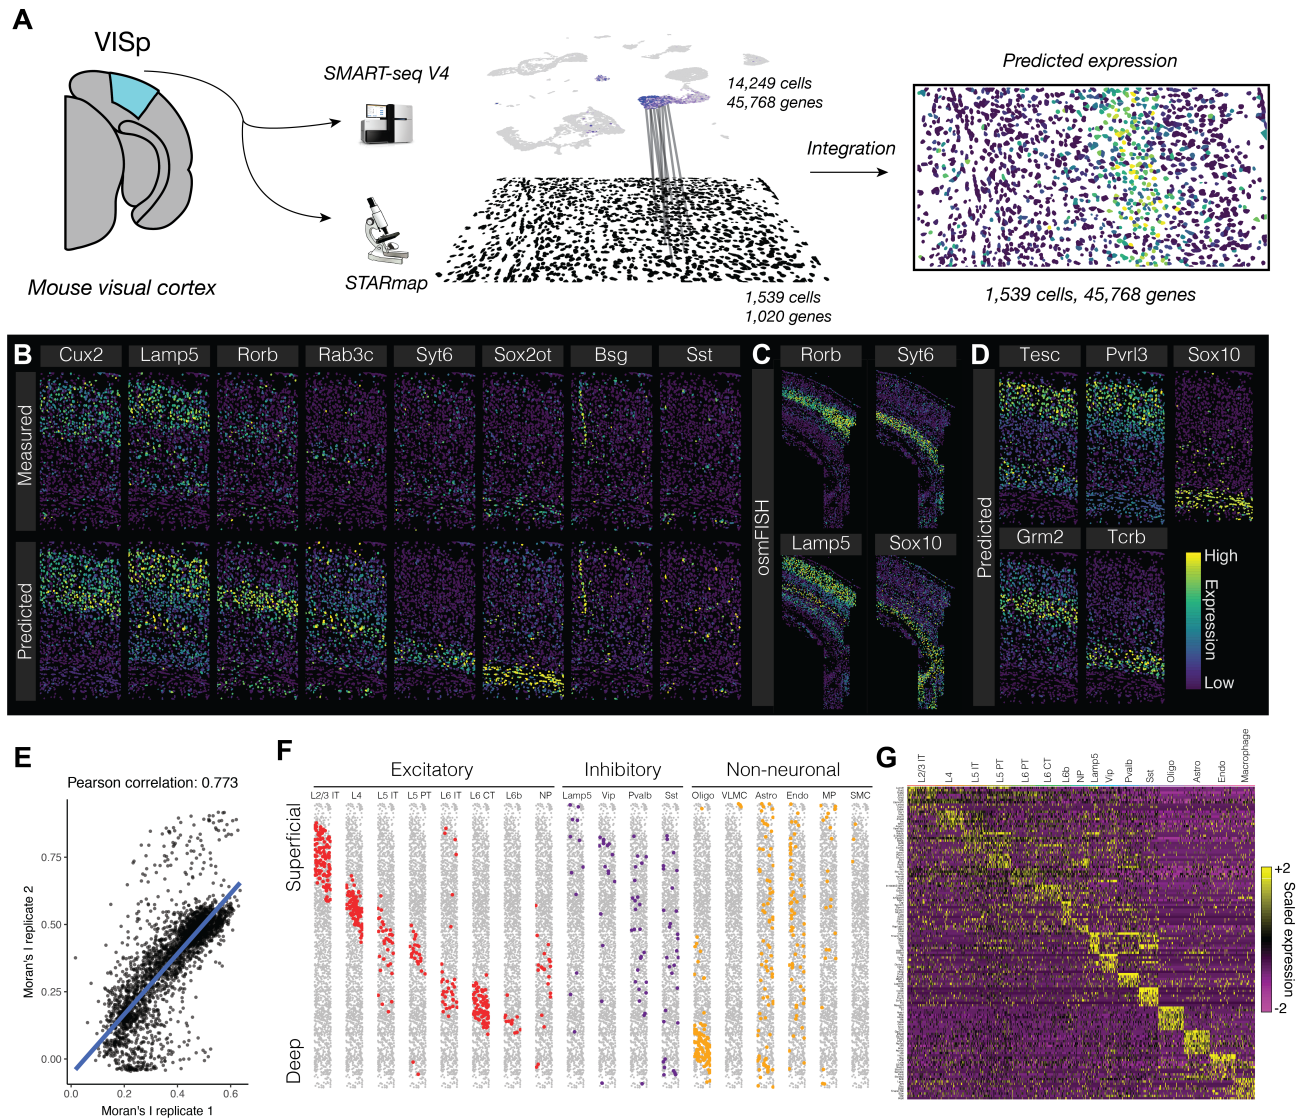 A
VISp
Mouse visual cortex
SMART-seq V4
STARmap
14,249 cells
45,768 genes
1,539 cells
1,020 genes
Integration
Predicted expression
1,539 cells, 45,768 genes
B
Cux2 Lamp5 Rorb Rab3c Syt6 Sox2ot Bsg Sst
Measured
Predicted
C
Rorb Syt6
osmFISH
Lamp5 Sox10
D
Tesc Pvrl3 Sox10
Predicted
Grm2 Tcrb
High
Expression
Low
E
Pearson correlation: 0.773
Moran's I replicate 2
0.75
0.50
0.25
0.00
0.0 0.2 0.4 0.6
Moran's I replicate 1
F
Excitatory Inhibitory Non-neuronal
L2/3 IT L4 L5 IT L5 PT L6 IT L6 CT L6b NP Lamp5 Vip Pvalb Sst Oligo VLMC Astro Endo MP SMC
Superficial
Deep
G
L2/3 IT L4 L5 IT L5 PT L6 PT L6 CT L6b NP Lamp5 Vip Pvalb Sst Oligo Astro Endo Macrophage
+2
Scaled expression
-2